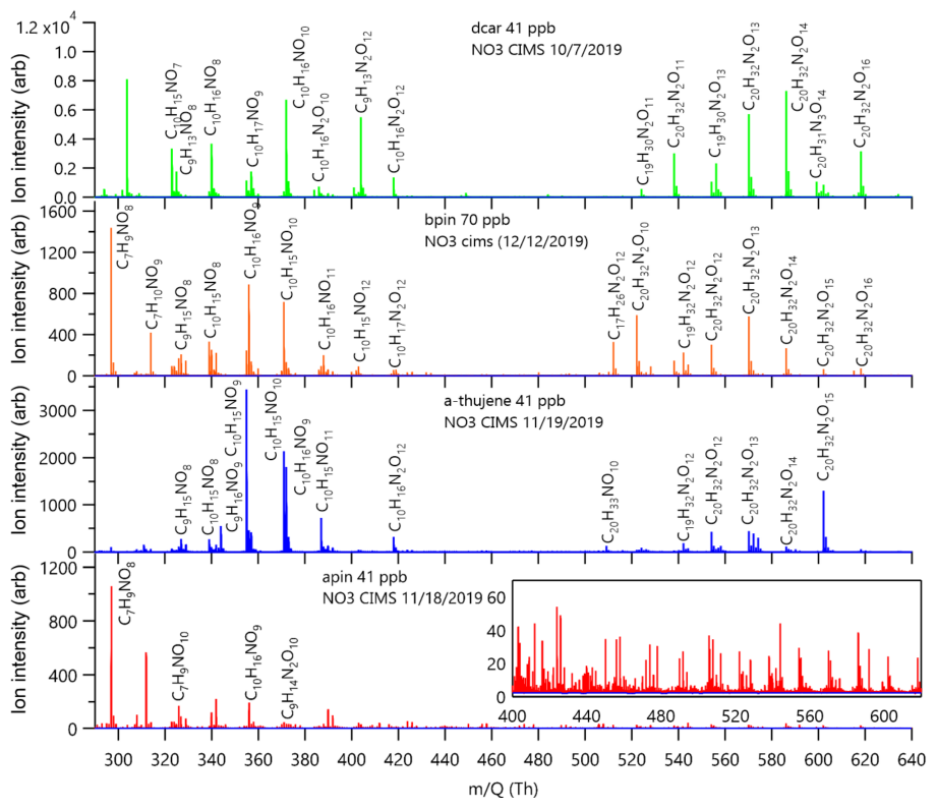 1.2 x10⁴
1.0
0.8
0.6
0.4
0.2
0.0
Ion intensity (arb)
dcar 41 ppb
NO3 CIMS 10/7/2019
C₁₀H₁₅NO₇
C₉H₁₃NO₈
C₁₀H₁₆NO₈
C₁₀H₁₇NO₉
C₁₀H₁₆NO₁₀
C₁₀H₁₆N₂O₁₀
C₉H₁₃N₂O₁₂
C₁₀H₁₆N₂O₁₂
C₁₉H₃₀N₂O₁₁
C₂₀H₃₂N₂O₁₁
C₁₉H₃₀N₂O₁₃
C₂₀H₃₂N₂O₁₃
C₂₀H₃₂N₂O₁₄
C₂₀H₃₁N₃O₁₄
C₂₀H₃₂N₂O₁₆
1600
1200
800
400
0
Ion intensity (arb)
bpin 70 ppb
NO3 cims (12/12/2019)
C₇H₉NO₈
C₇H₁₀NO₉
C₉H₁₅NO₈
C₁₀H₁₅NO₈
C₁₀H₁₆NO₉
C₁₀H₁₅NO₁₀
C₁₀H₁₆NO₁₁
C₁₀H₁₅NO₁₂
C₁₀H₁₇N₂O₁₂
C₁₇H₂₆N₂O₁₂
C₂₀H₃₂N₂O₁₀
C₁₉H₃₂N₂O₁₂
C₂₀H₃₂N₂O₁₂
C₂₀H₃₂N₂O₁₃
C₂₀H₃₂N₂O₁₄
C₂₀H₃₂N₂O₁₅
C₂₀H₃₂N₂O₁₆
3000
2000
1000
0
Ion intensity (arb)
a-thujene 41 ppb
NO3 CIMS 11/19/2019
C₉H₁₅NO₈
C₁₀H₁₅NO₈
C₉H₁₆NO₉
C₁₀H₁₅NO₉
C₁₀H₁₅NO₁₀
C₁₀H₁₆NO₉
C₁₀H₁₅NO₁₁
C₁₀H₁₆N₂O₁₂
C₂₀H₃₃NO₁₀
C₁₉H₃₂N₂O₁₂
C₂₀H₃₂N₂O₁₂
C₂₀H₃₂N₂O₁₃
C₂₀H₃₂N₂O₁₄
C₂₀H₃₂N₂O₁₅
1200
800
400
0
Ion intensity (arb)
apin 41 ppb
NO3 CIMS 11/18/2019
C₇H₉NO₈
C₇H₉NO₁₀
C₁₀H₁₆NO₉
C₉H₁₄N₂O₁₀
60
40
20
0
400 440 480 520 560 600
300 320 340 360 380 400 420 440 460 480 500 520 540 560 580 600 620 640
m/Q (Th)